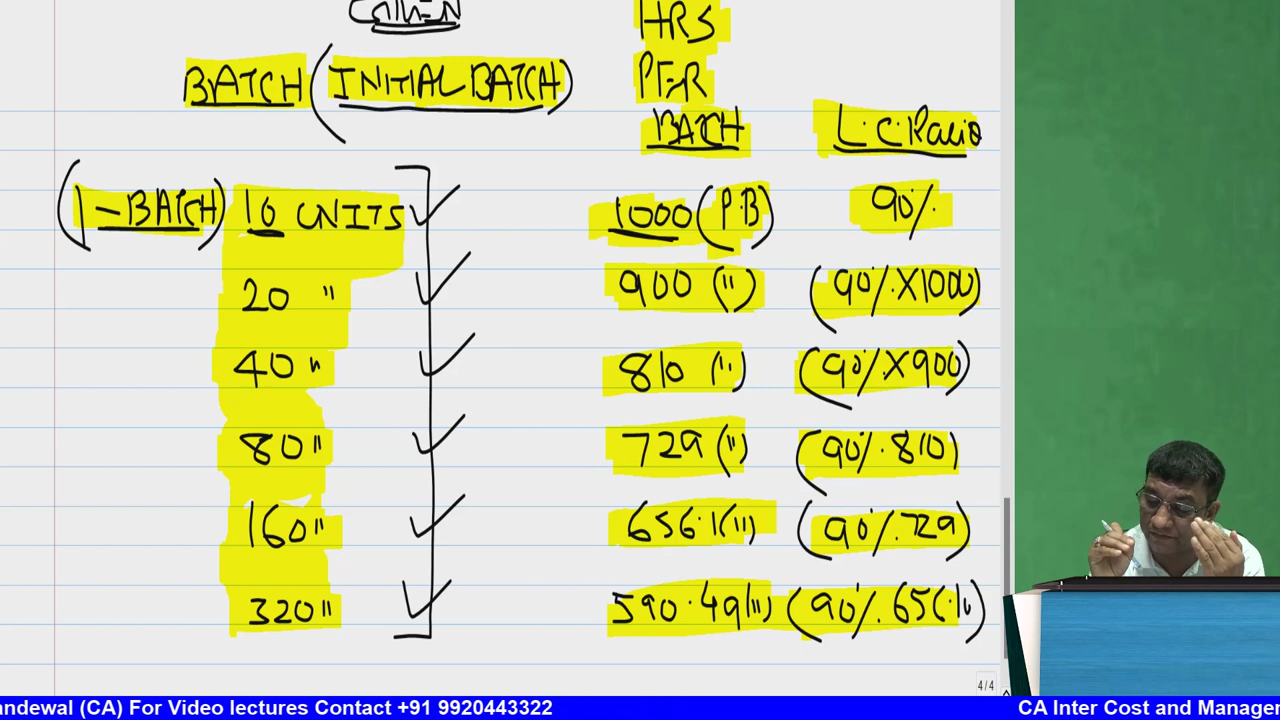 HRS
BATCH (INITIAL BATCH) PER
BATCH L.C. Ratio
(1-BATCH) 10 UNITS 1000 (P.B) 90%
20 " 900 (") (90% X 1000)
40 " 810 (") (90% X 900)
80 " 729 (") (90%. 810)
160 " 656.1 (") (90%. 729)
320 " 590.49 (") (90%. 656.1)
4/4
andewal (CA) For Video lectures Contact +91 9920443322 CA Inter Cost and Manager